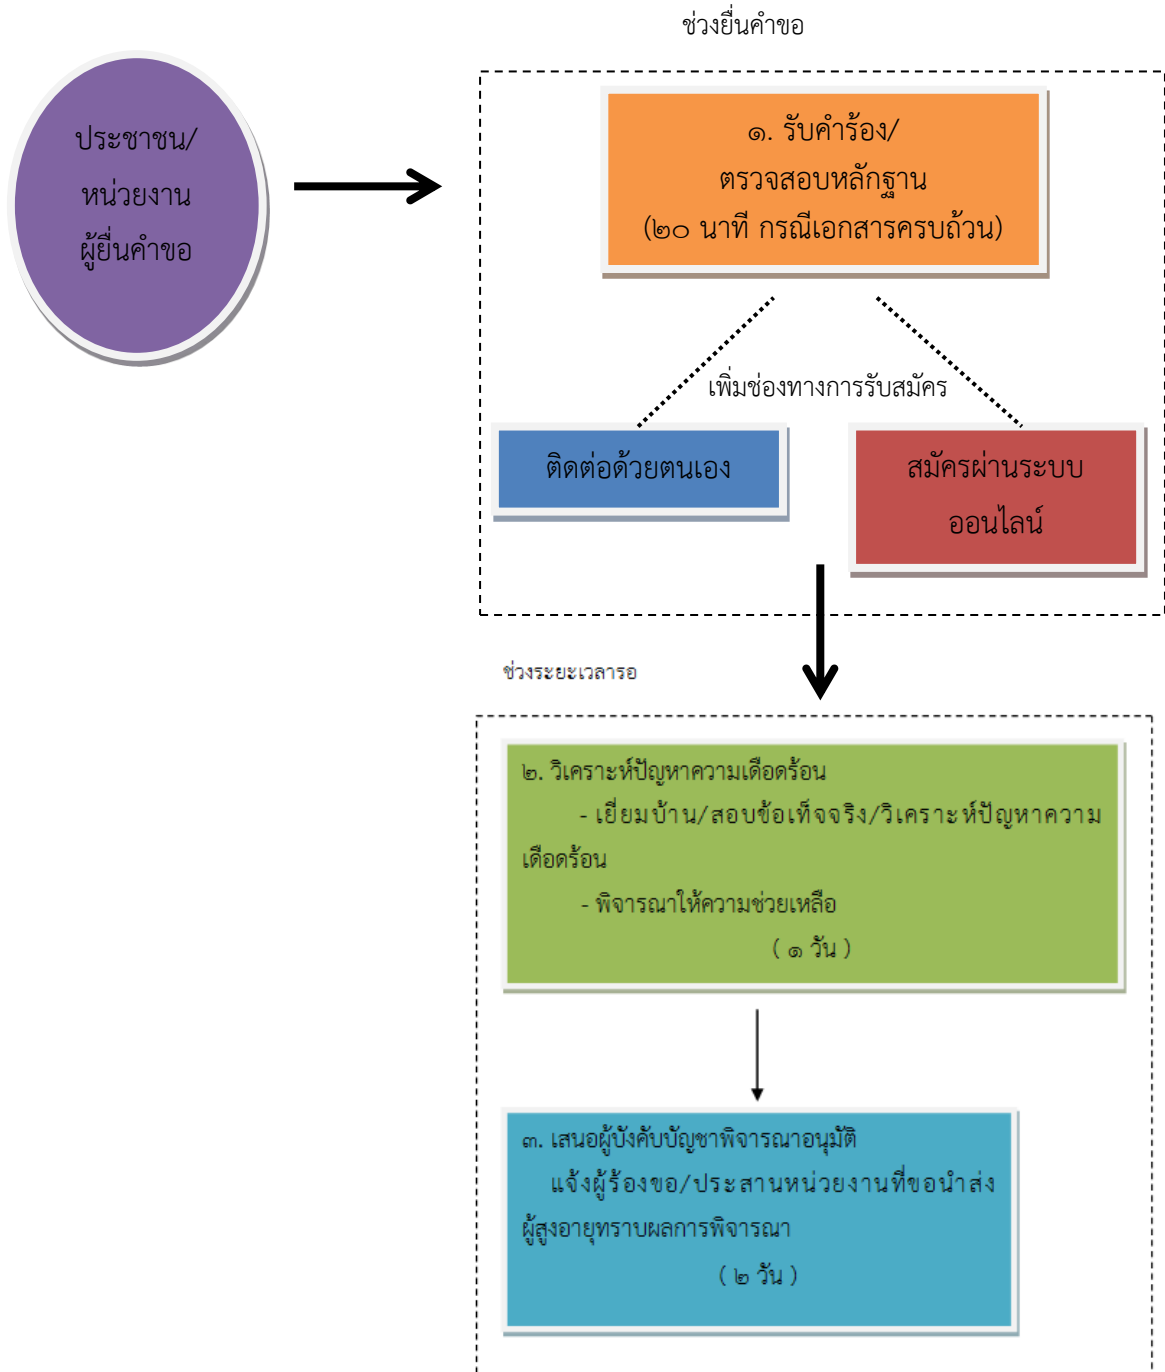 ช่วงยื่นคำขอ
ประชาชน/
หน่วยงาน
ผู้ยื่นคำขอ
๑. รับคำร้อง/
ตรวจสอบหลักฐาน
(๒๐ นาที กรณีเอกสารครบถ้วน)
เพิ่มช่องทางการรับสมัคร
ติดต่อด้วยตนเอง
สมัครผ่านระบบ
ออนไลน์
ช่วงระยะเวลารอ
๒. วิเคราะห์ปัญหาความเดือดร้อน
- เยี่ยมบ้าน/สอบข้อเท็จจริง/วิเคราะห์ปัญหาความ
เดือดร้อน
- พิจารณาให้ความช่วยเหลือ
( ๑ วัน )
๓. เสนอผู้บังคับบัญชาพิจารณาอนุมัติ
แจ้งผู้ร้องขอ/ประสานหน่วยงานที่ขอนำส่ง
ผู้สูงอายุทราบผลการพิจารณา
( ๒ วัน )